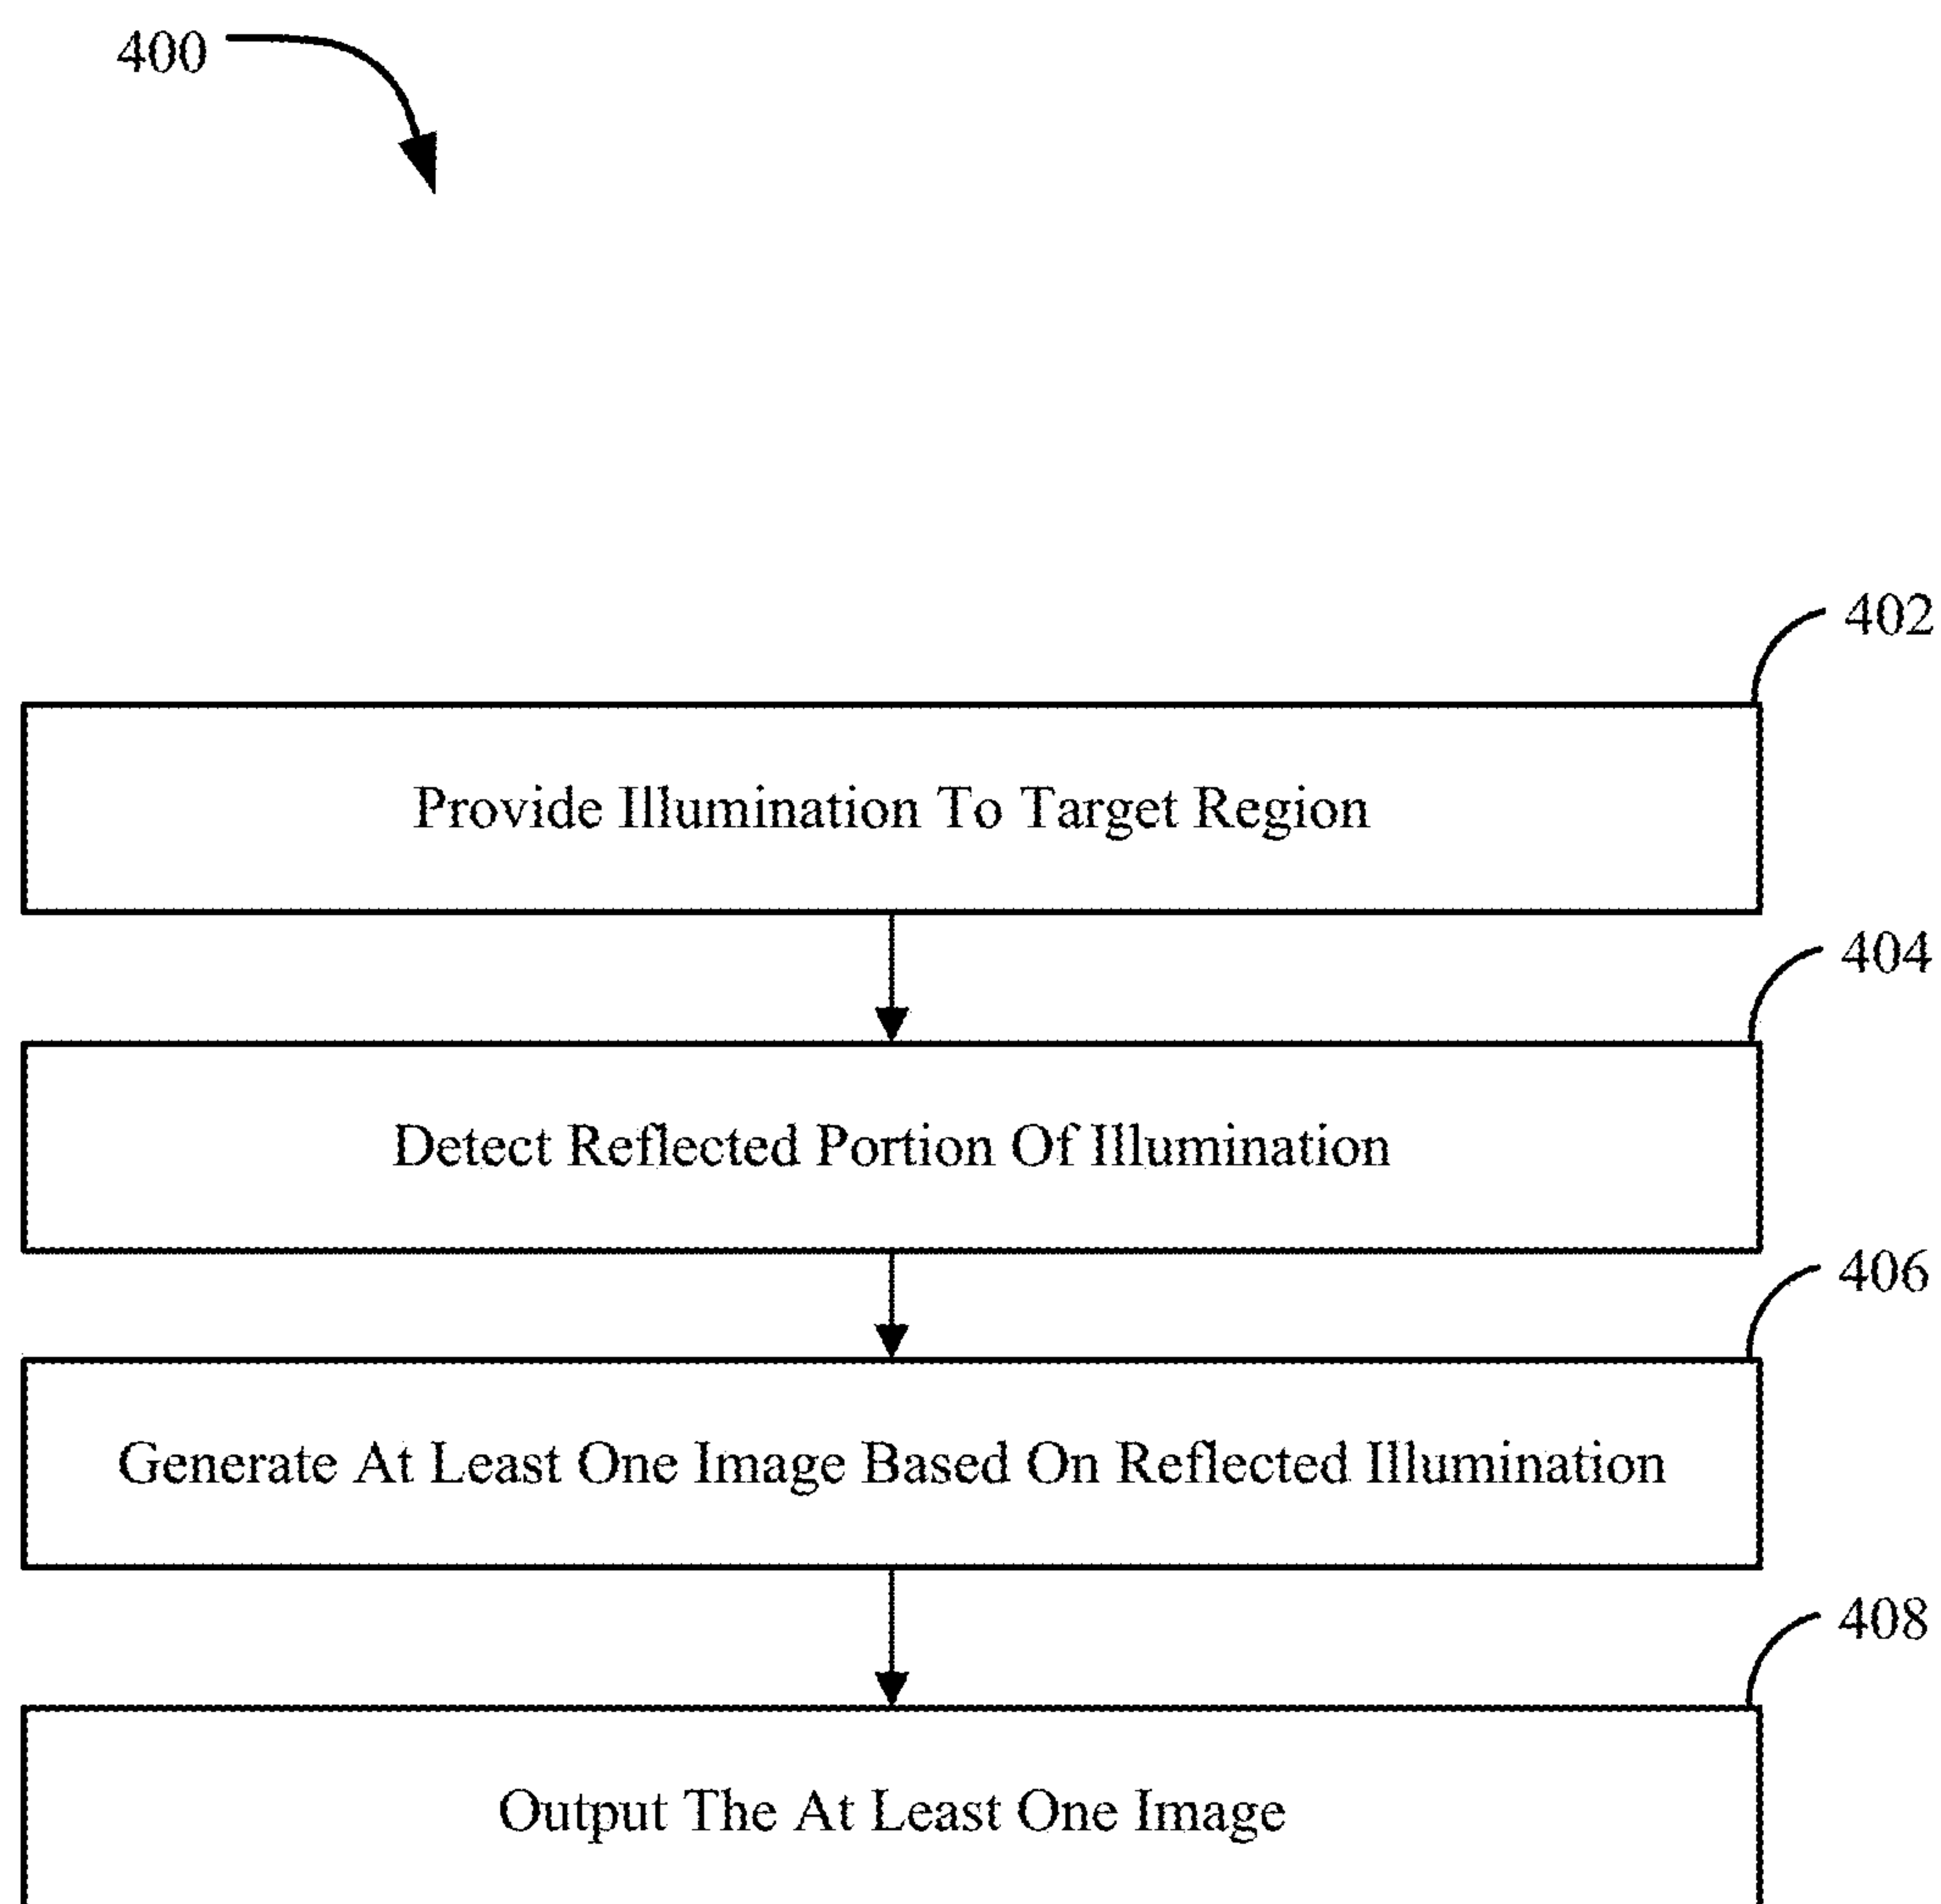 400
402
Provide Illumination To Target Region
404
Detect Reflected Portion Of Illumination
406
Generate At Least One Image Based On Reflected Illumination
408
Output The At Least One Image